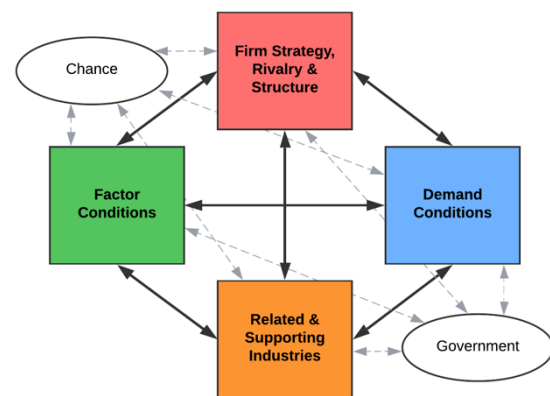 Firm Strategy,
Rivalry &
Structure
Chance
Factor
Conditions
Demand
Conditions
Related &
Supporting
Industries
Government